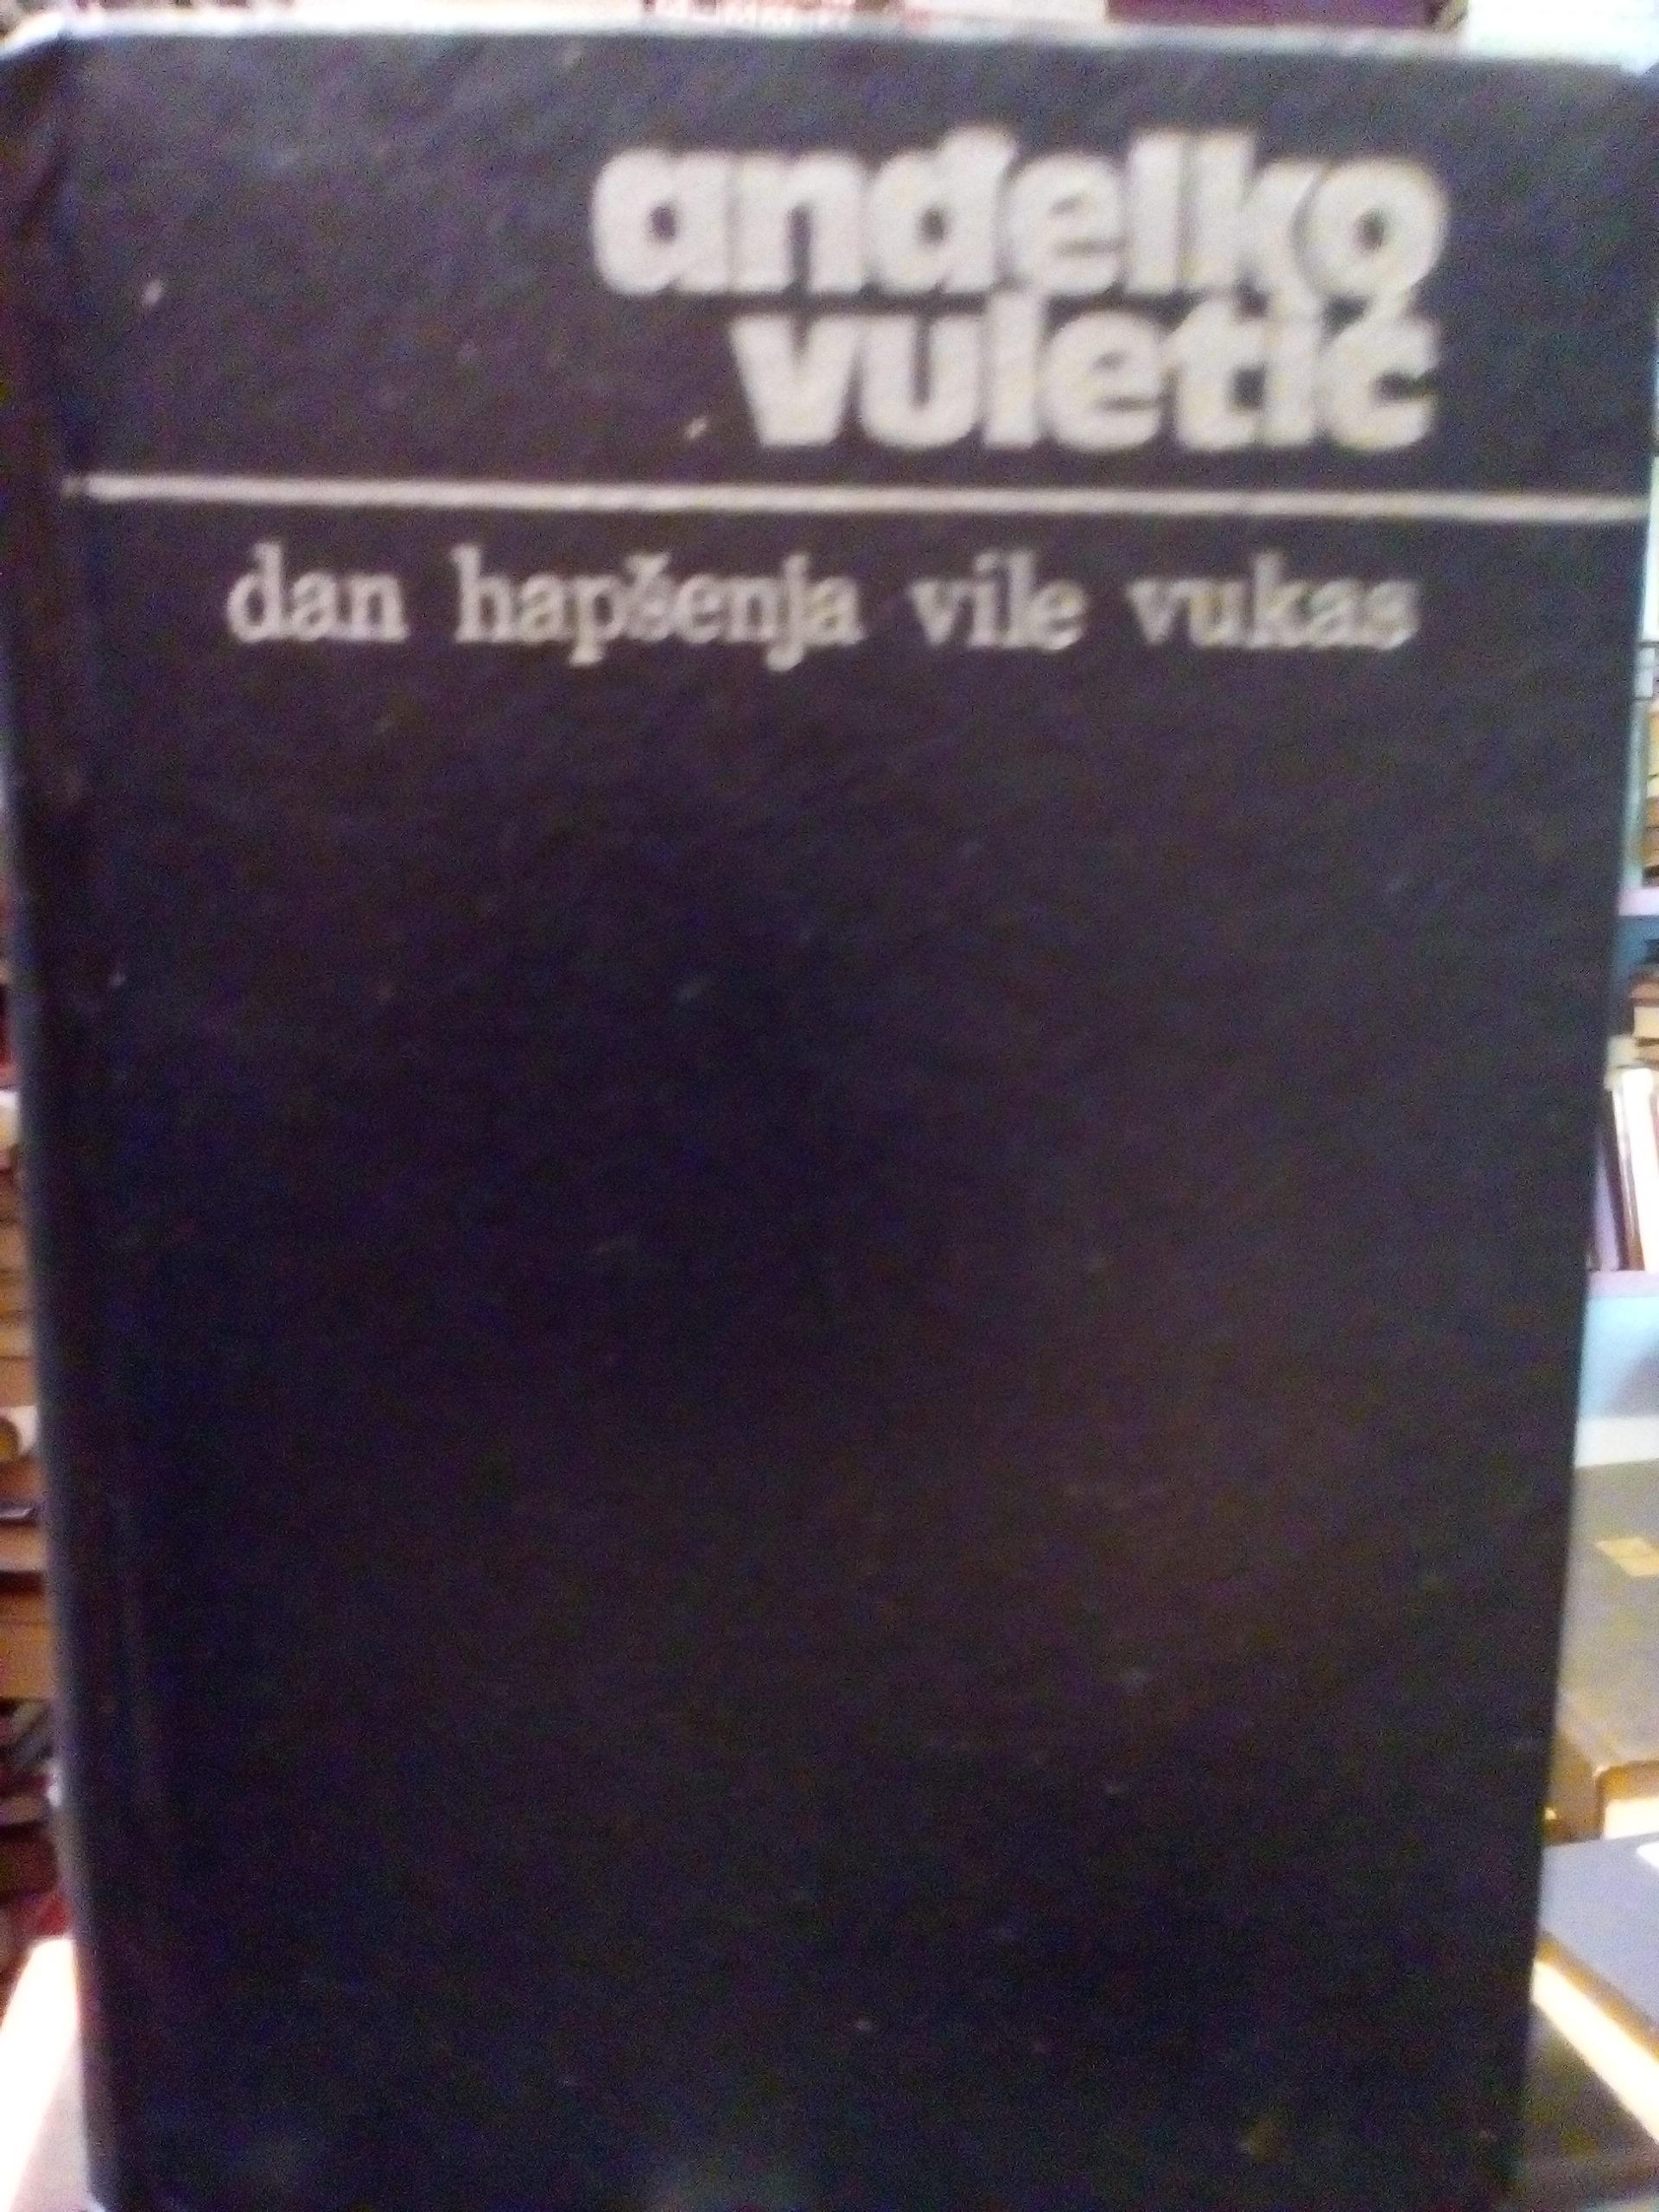 anđelko
vuletić
dan hapšenja vile vukas